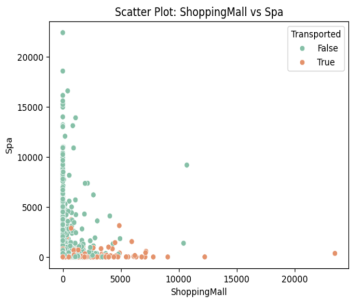 Scatter Plot: ShoppingMall vs Spa
Transported
False
True
20000
15000
10000
5000
0
Spa
0 5000 10000 15000 20000
ShoppingMall